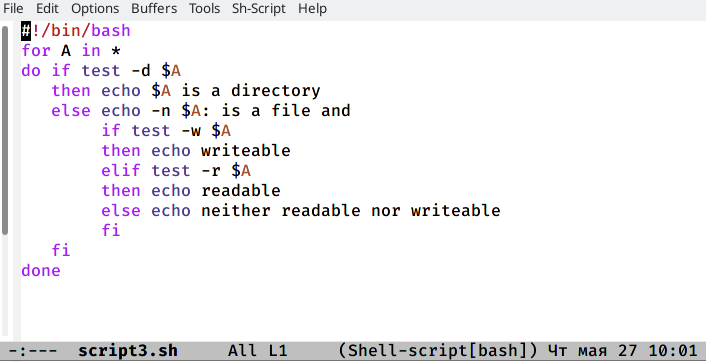 File Edit Options Buffers Tools Sh-Script Help
#!/bin/bash
for A in *
do if test -d $A
   then echo $A is a directory
   else echo -n $A: is a file and
        if test -w $A
        then echo writeable
        elif test -r $A
        then echo readable
        else echo neither readable nor writeable
        fi
   fi
done
-:--- script3.sh All L1 (Shell-script[bash]) Чт мая 27 10:01